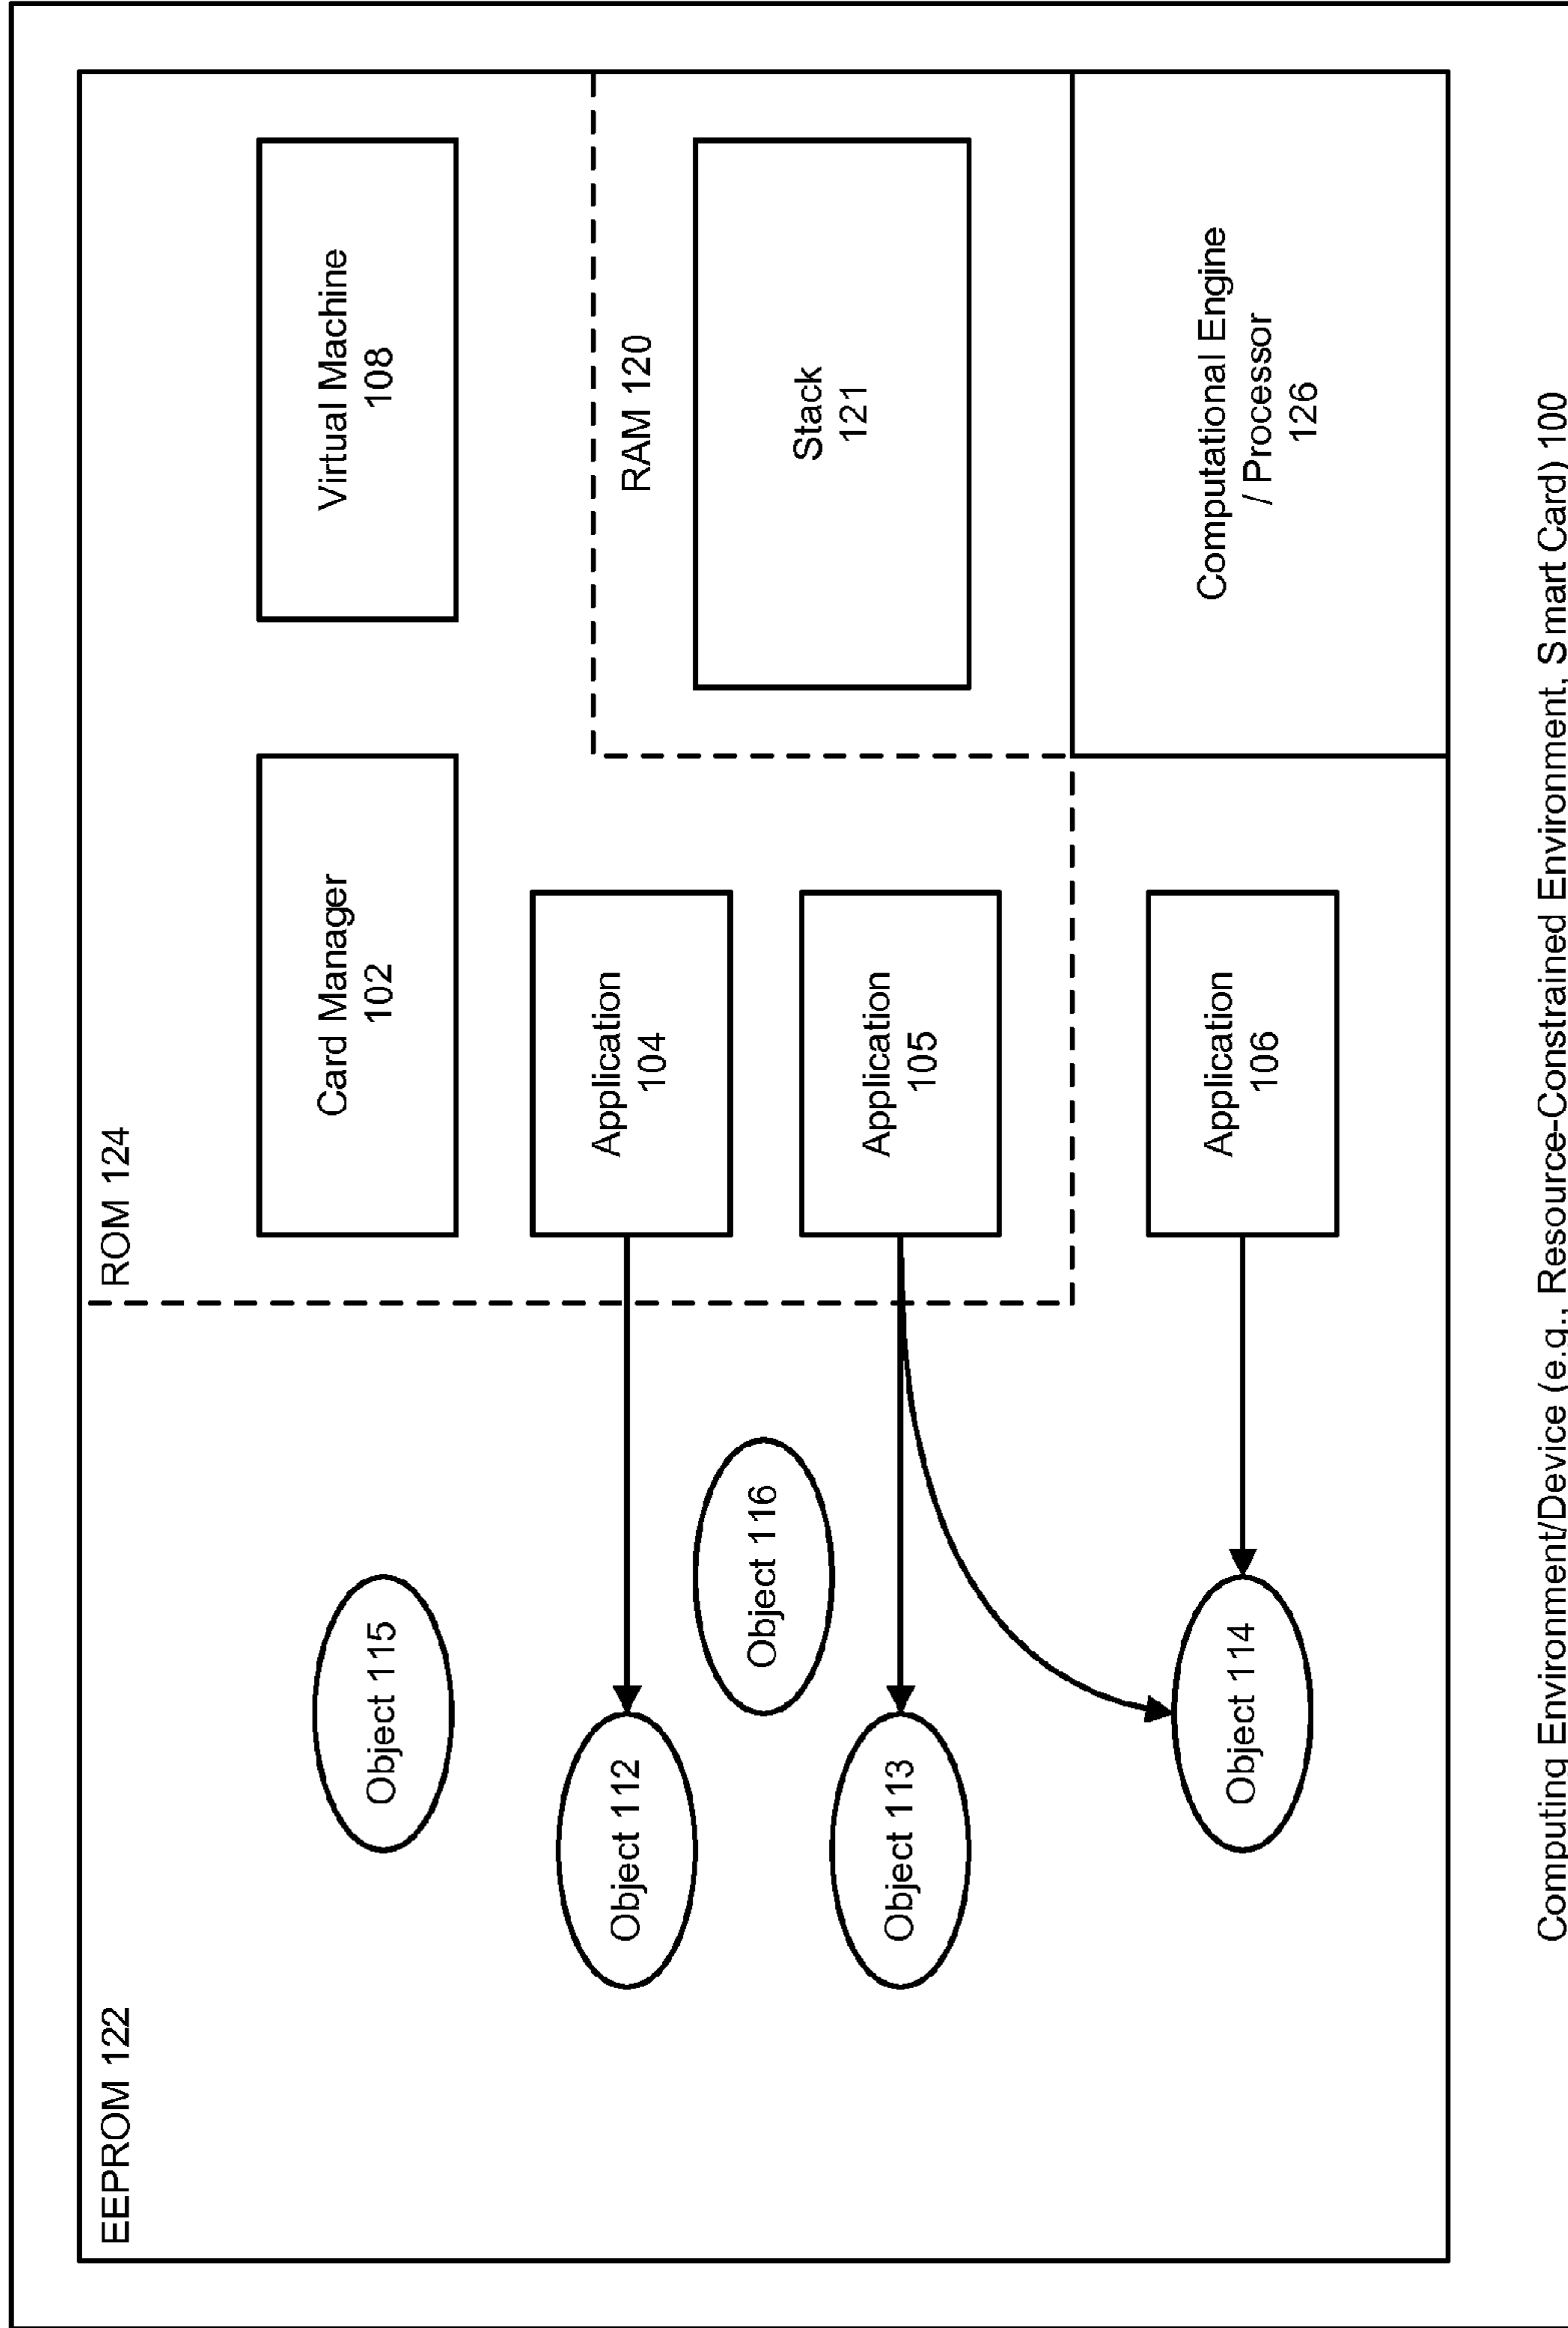 EEPROM 122
ROM 124
Card Manager
102
Virtual Machine
108
Object 115
Application
104
Object 112
RAM 120
Object 116
Stack
121
Application
105
Object 113
Application
106
Object 114
Computational Engine
/ Processor
126
Computing Environment/Device (e.g., Resource-Constrained Environment, Smart Card) 100